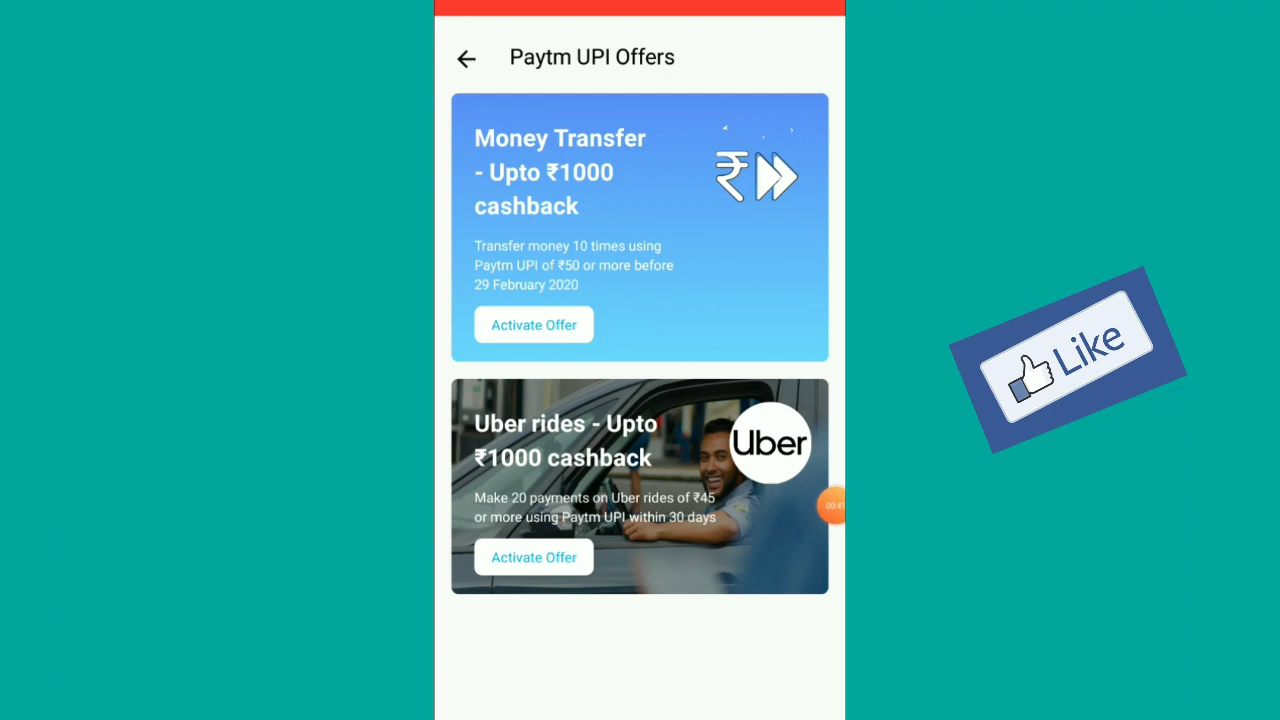 Paytm UPI Offers
Money Transfer
- Upto ₹1000
cashback
Transfer money 10 times using
Paytm UPI of ₹50 or more before
29 February 2020
Activate Offer
Uber rides - Upto
₹1000 cashback
Uber
Make 20 payments on Uber rides of ₹45
or more using Paytm UPI within 30 days
Activate Offer
Like